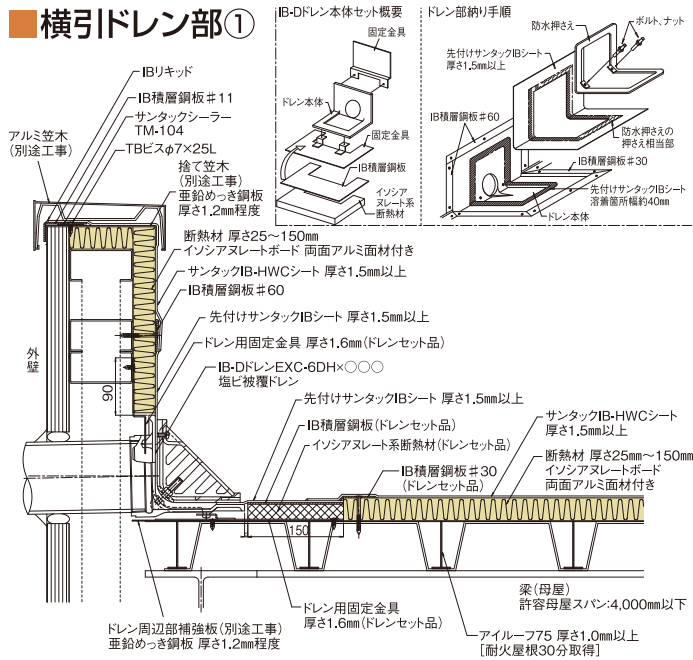 ■横引ドレン部①
IB-Dドレン本体セット概要
固定金具
ドレン本体
固定金具
IB積層鋼板
イソシア
ヌレート系
断熱材
ドレン部納り手順
防水押さえ
ボルト、ナット
先付けサンタックIBシート
厚さ1.5mm以上
IB積層鋼板♯60
防水押さえの
押さえ相当部
IB積層鋼板♯30
先付けサンタックIBシート
溶着箇所幅約40mm
ドレン本体
IBリキッド
IB積層鋼板♯11
サンタックシーラー
TM-104
TBビスφ7×25L
アルミ笠木
(別途工事)
捨て笠木
(別途工事)
亜鉛めっき鋼板
厚さ1.2mm程度
断熱材 厚さ25〜150mm
イソシアヌレートボード 両面アルミ面材付き
サンタックIB-HWCシート 厚さ1.5mm以上
IB積層鋼板♯60
先付けサンタックIBシート 厚さ1.5mm以上
ドレン用固定金具 厚さ1.6mm(ドレンセット品)
IB-DドレンEXC-6DH×○○○
塩ビ被覆ドレン
外壁
90
先付けサンタックIBシート 厚さ1.5mm以上
IB積層鋼板(ドレンセット品)
イソシアヌレート系断熱材(ドレンセット品)
IB積層鋼板♯30
(ドレンセット品)
サンタックIB-HWCシート
厚さ1.5mm以上
断熱材 厚さ25mm〜150mm
イソシアヌレートボード
両面アルミ面材付き
150
ドレン周辺部補強板(別途工事)
亜鉛めっき鋼板 厚さ1.2mm程度
ドレン用固定金具
厚さ1.6mm(ドレンセット品)
梁(母屋)
許容母屋スパン:4,000mm以下
アイルーフ75 厚さ1.0mm以上
[耐火屋根30分取得]